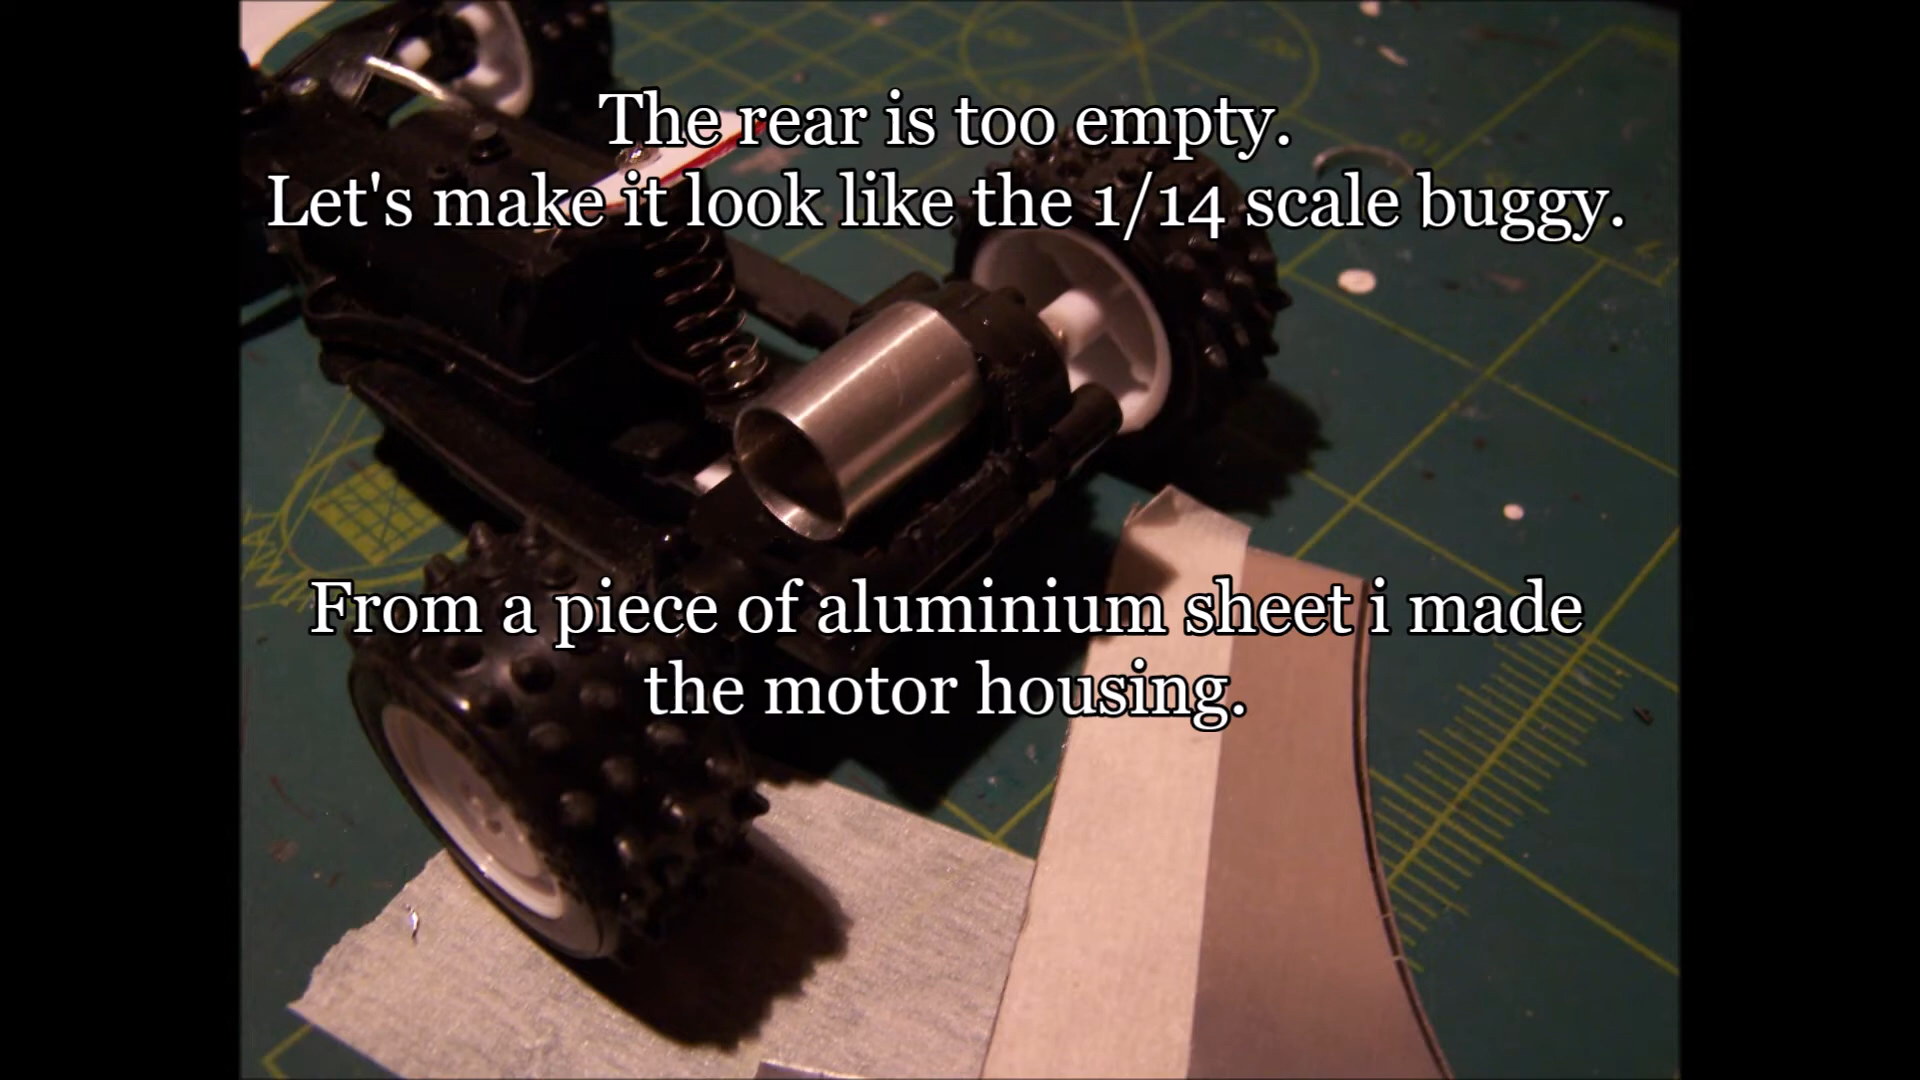 The rear is too empty.
Let's make it look like the 1/14 scale buggy.
From a piece of aluminium sheet i made
the motor housing.